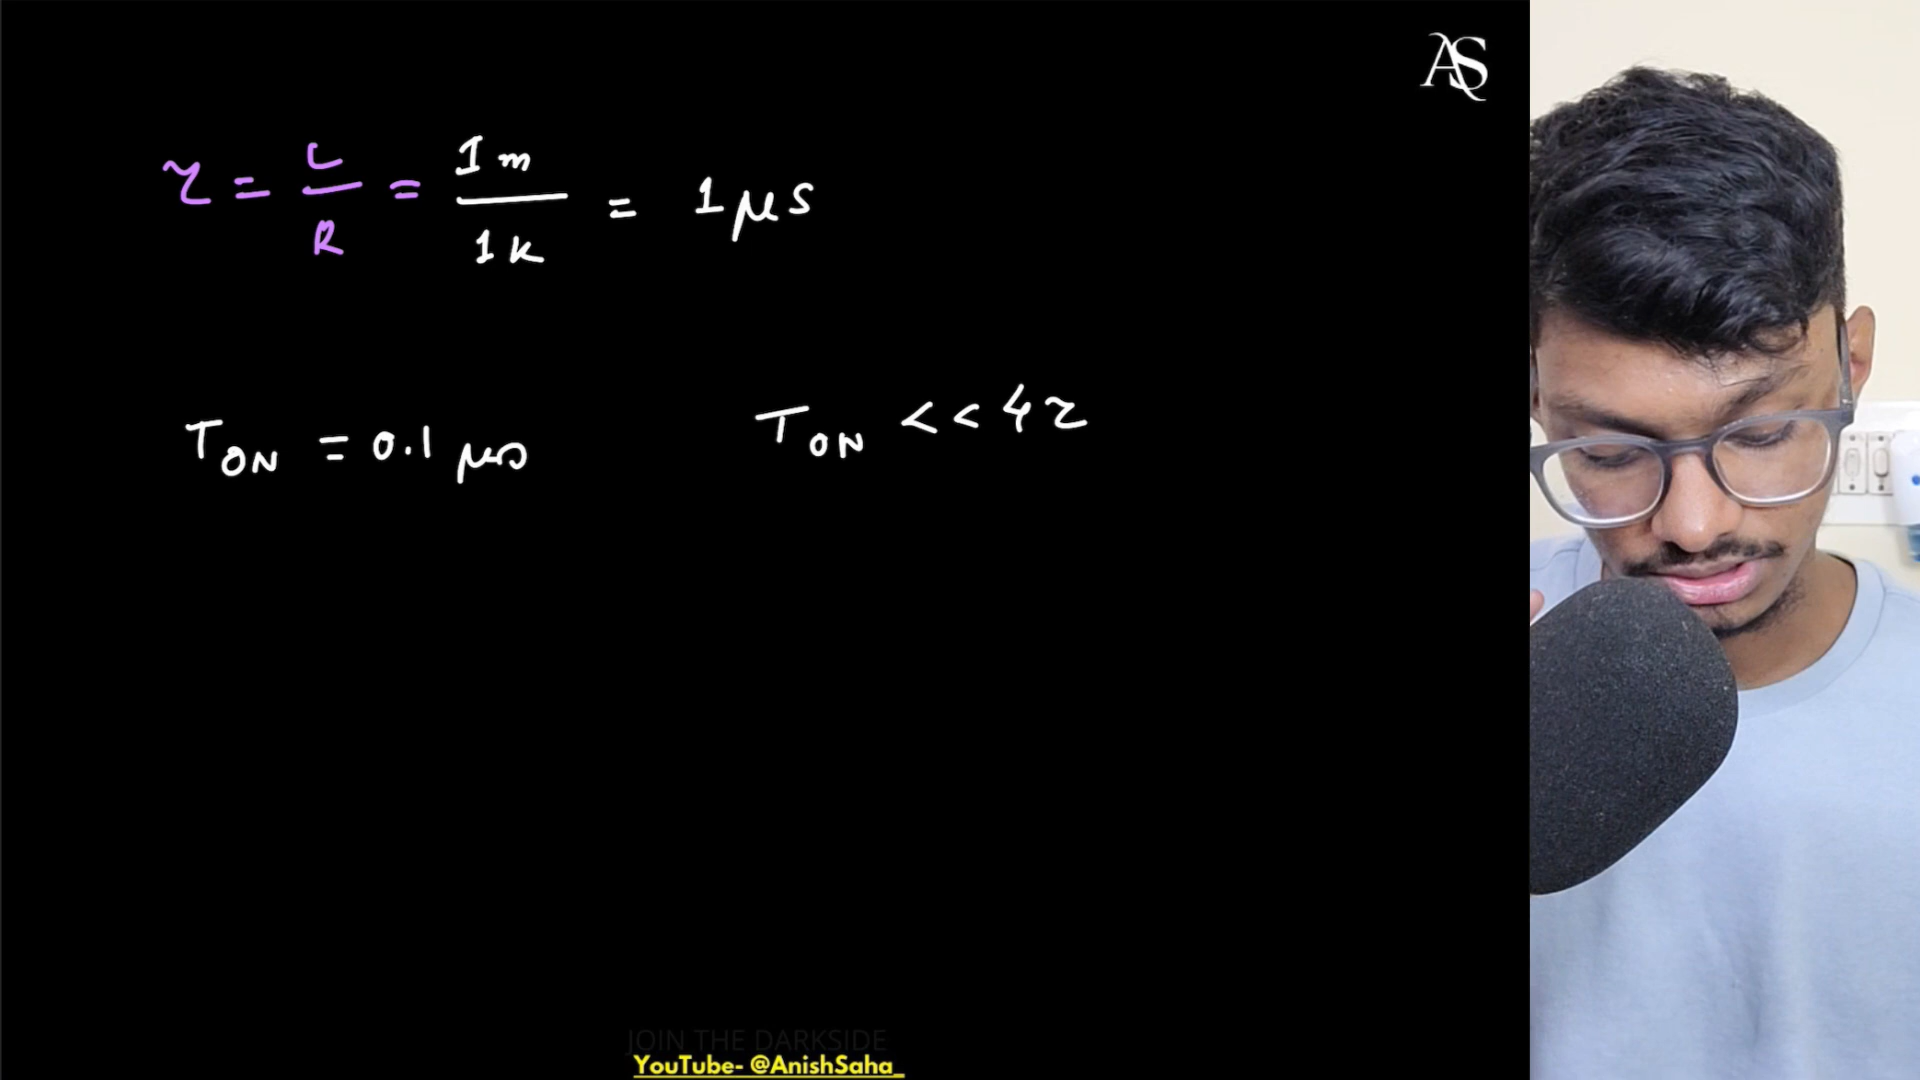 AS
τ = L/R = 1m/1K = 1μs
T_ON = 0.1 μs
T_ON << 4τ
JOIN THE DARKSIDE
YouTube- @AnishSaha_